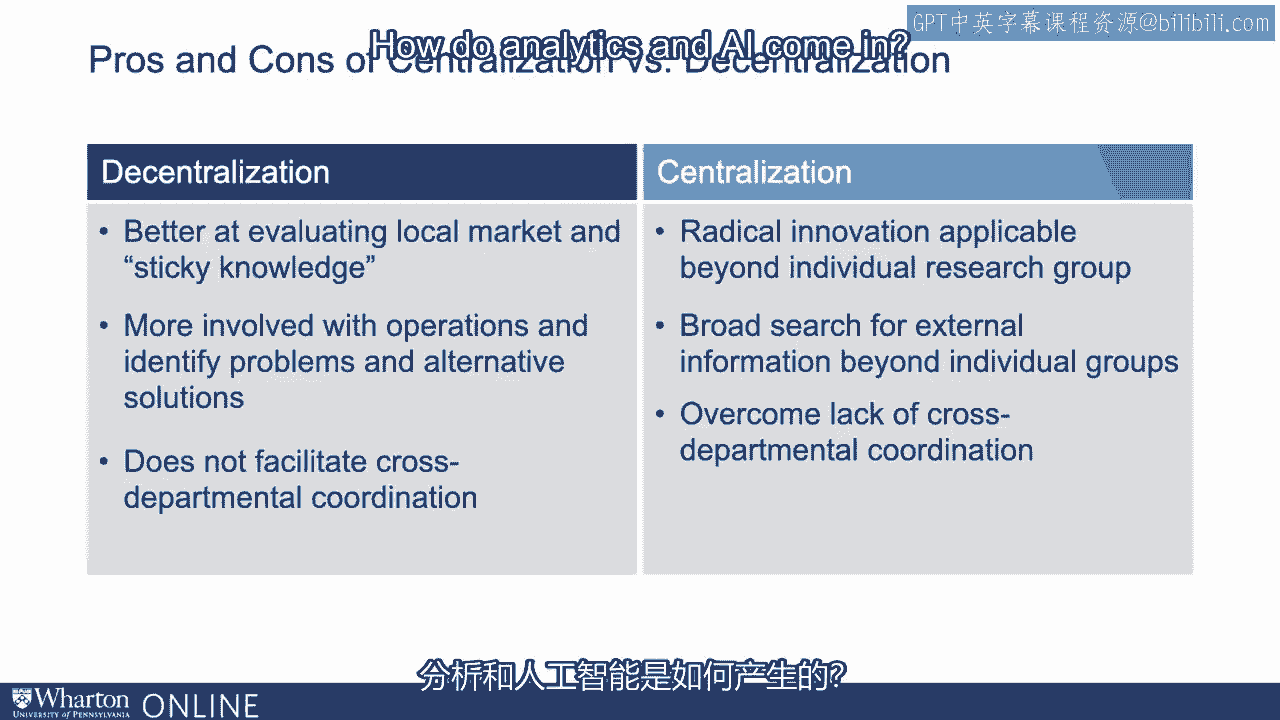 GPT中英字幕课程资源@bilibili.com
How do analytics and AI come in?
Pros and Cons of Centralization vs. Decentralization
Decentralization
• Better at evaluating local market and
“sticky knowledge”
• More involved with operations and
identify problems and alternative
solutions
• Does not facilitate cross-
departmental coordination
Centralization
• Radical innovation applicable
beyond individual research group
• Broad search for external
information beyond individual groups
• Overcome lack of cross-
departmental coordination
分析和人工智能是如何产生的?
Wharton ONLINE
UNIVERSITY of PENNSYLVANIA